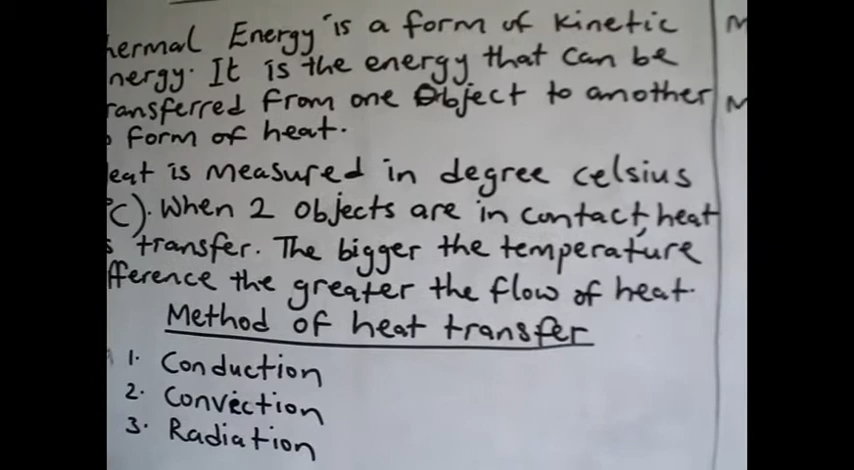 hermal Energy is a form of kinetic
nergy. It is the energy that can be
ransferred from one Object to another
form of heat.
eat is measured in degree celsius
°C). When 2 objects are in contact, heat
s transfer. The bigger the temperature
fference the greater the flow of heat.
Method of heat transfer
1. Conduction
2. Convection
3. Radiation